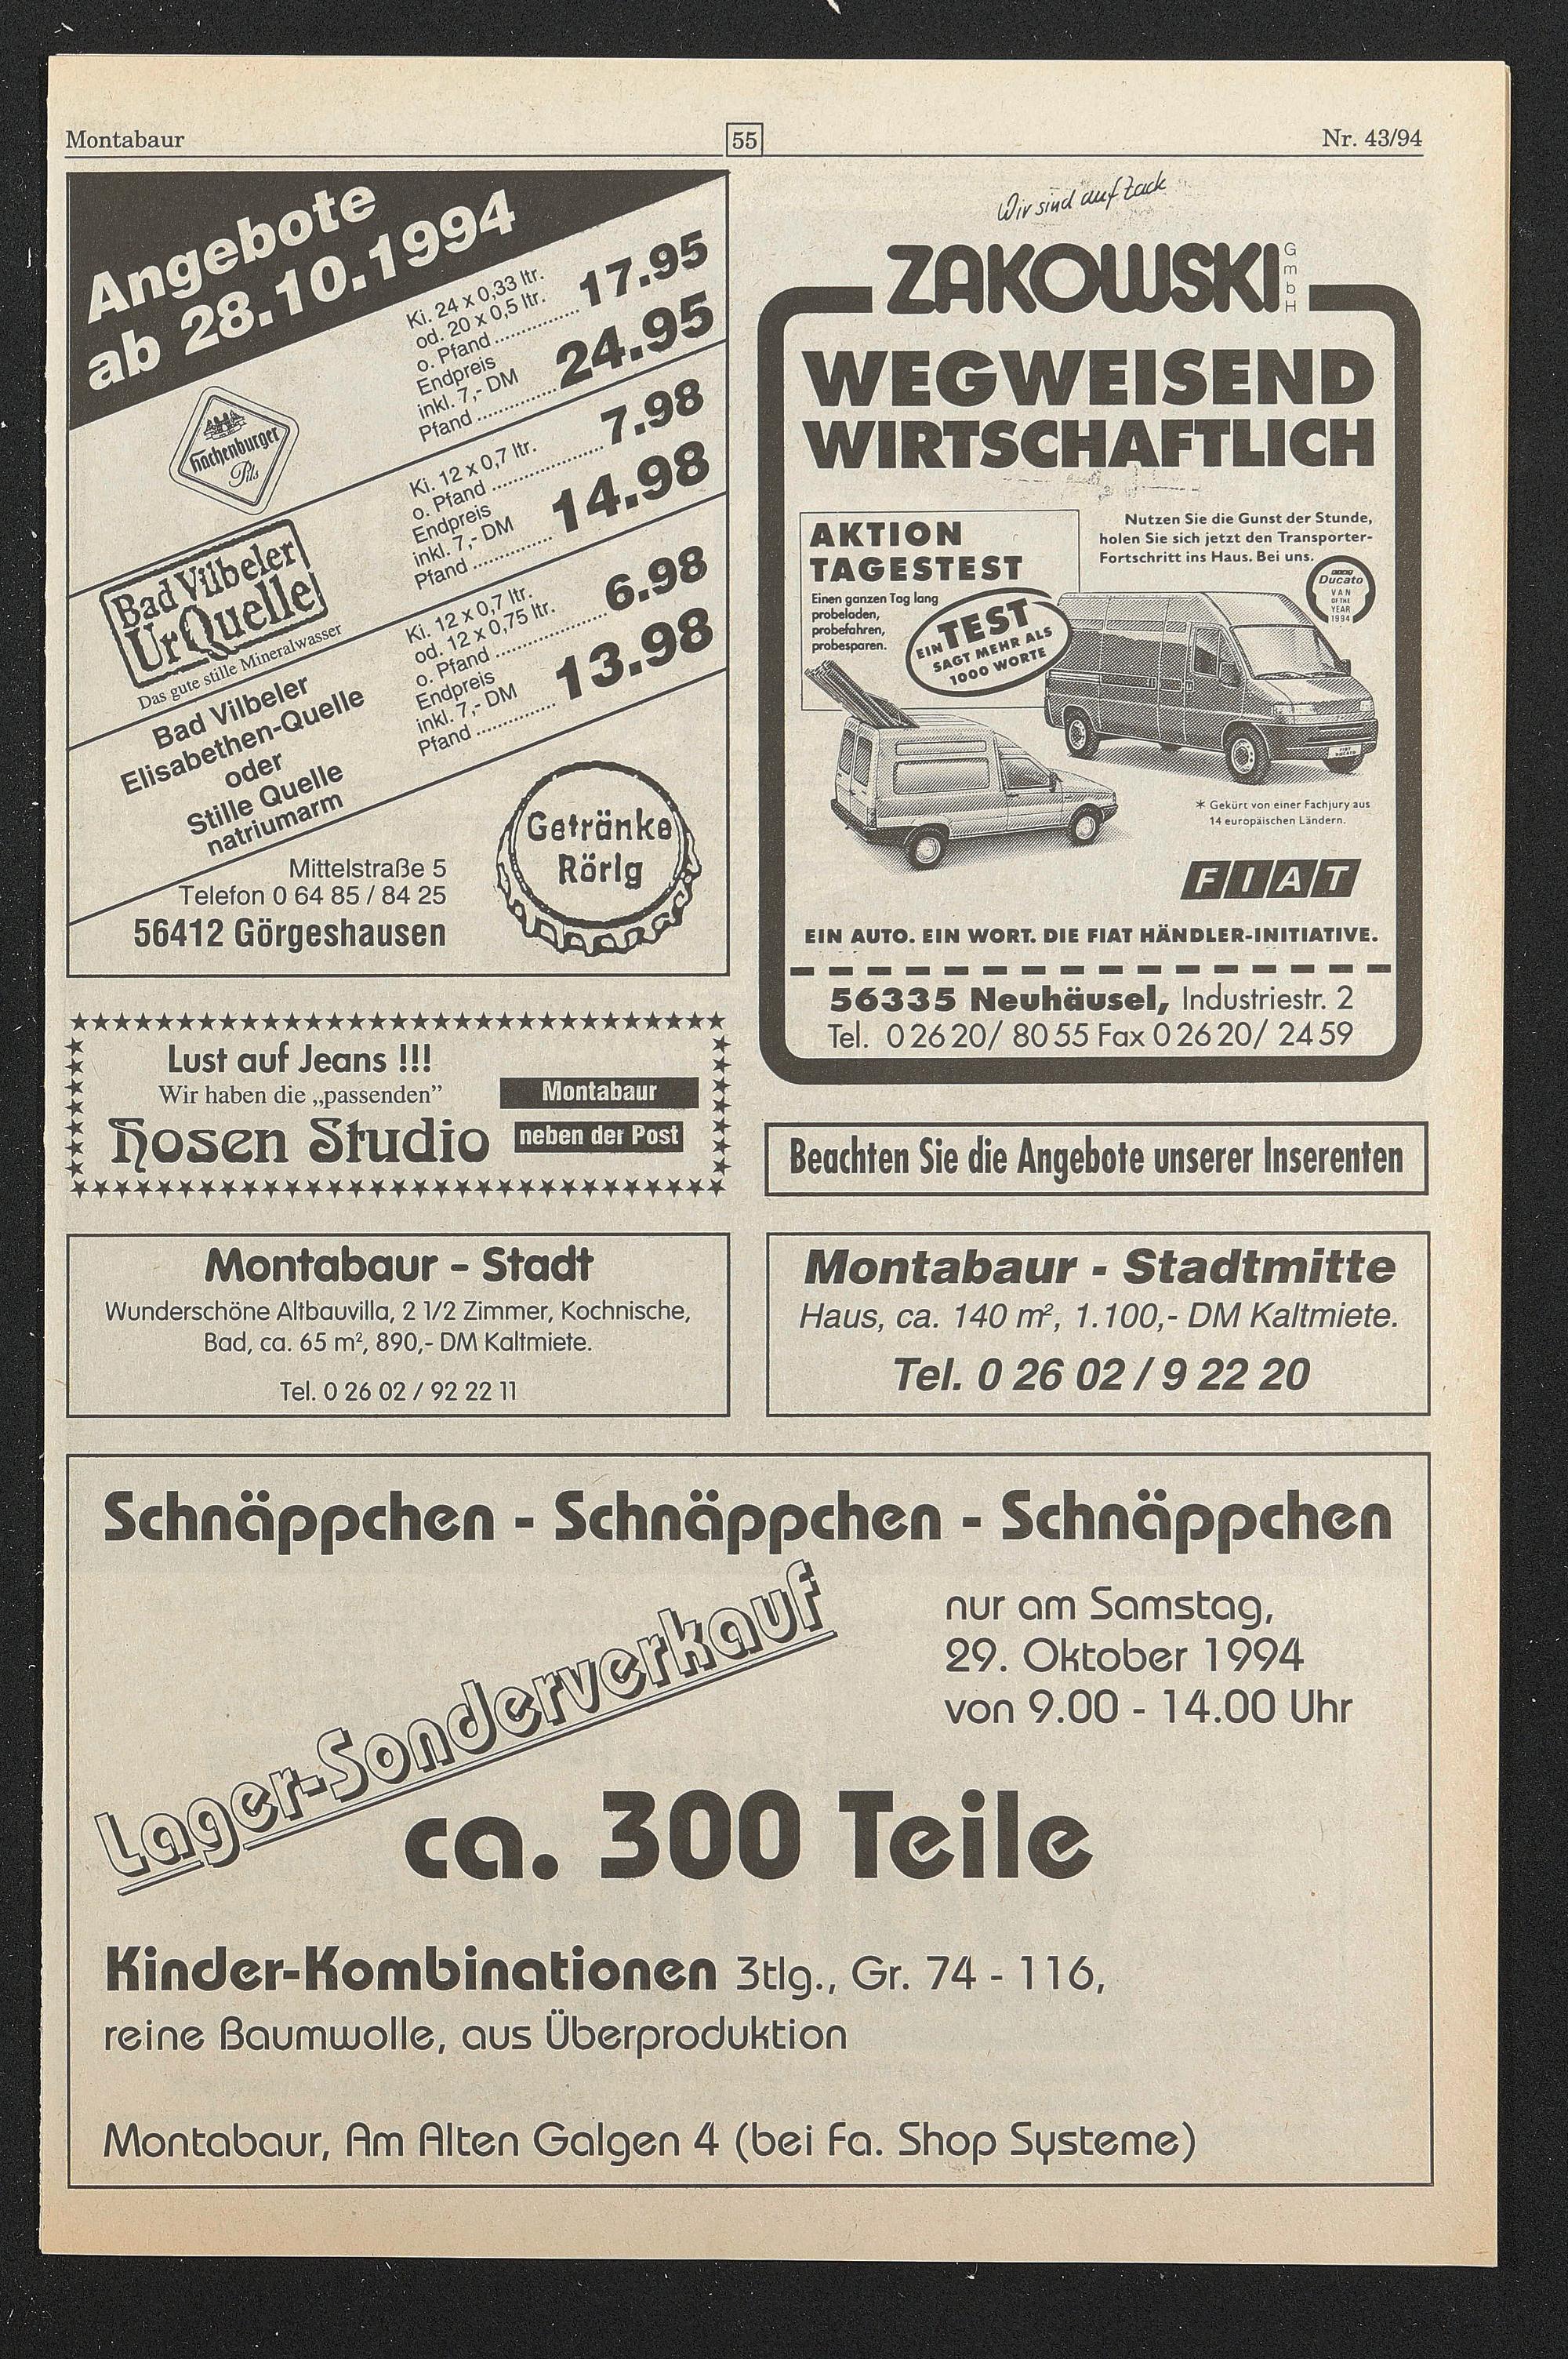 Montabaur
55
Nr. 43/94
Angebote
ab 28.10.1994
Hachenburger
Pils
Ki. 24 x 0,33 ltr.
od. 20 x 0,5 ltr.
o. Pfand .............. 17.95
Endpreis
inkl. 7,- DM
Pfand .............. 24.95
Bad Vilbeler
UrQuelle
Das gute stille Mineralwasser
Ki. 12 x 0,7 ltr.
o. Pfand .............. 7.98
Endpreis
inkl. 7,- DM
Pfand .............. 14.98
Bad Vilbeler
Elisabethen-Quelle
oder
Stille Quelle
natriumarm
Ki. 12 x 0,7 ltr.
od. 12 x 0,75 ltr.
o. Pfand .............. 6.98
Endpreis
inkl. 7,- DM
Pfand .............. 13.98
Mittelstraße 5
Telefon 0 64 85 / 84 25
56412 Görgeshausen
Getränke
Rörig
Wir sind auf Zack
ZAKOWSKI GmbH
WEGWEISEND
WIRTSCHAFTLICH
AKTION
TAGESTEST
Einen ganzen Tag lang
probeladen,
probefahren,
probesparen.
EIN TEST
SAGT MEHR ALS
1000 WORTE
Nutzen Sie die Gunst der Stunde,
holen Sie sich jetzt den Transporter-
Fortschritt ins Haus. Bei uns.
FIAT
Ducato
VAN
OF THE
YEAR
1994
FIAT
DUCATO
* Gekürt von einer Fachjury aus
14 europäischen Ländern.
FIAT
EIN AUTO. EIN WORT. DIE FIAT HÄNDLER-INITIATIVE.
56335 Neuhäusel, Industriestr. 2
Tel. 0 26 20/ 80 55 Fax 0 26 20/ 24 59
Lust auf Jeans !!!
Wir haben die „passenden”
Hosen Studio
Montabaur
neben der Post
Beachten Sie die Angebote unserer Inserenten
Montabaur - Stadt
Wunderschöne Altbauvilla, 2 1/2 Zimmer, Kochnische,
Bad, ca. 65 m², 890,- DM Kaltmiete.
Tel. 0 26 02 / 92 22 11
Montabaur - Stadtmitte
Haus, ca. 140 m², 1.100,- DM Kaltmiete.
Tel. 0 26 02 / 9 22 20
Schnäppchen - Schnäppchen - Schnäppchen
Lager-Sonderverkauf
nur am Samstag,
29. Oktober 1994
von 9.00 - 14.00 Uhr
ca. 300 Teile
Kinder-Kombinationen 3tlg., Gr. 74 - 116,
reine Baumwolle, aus Überproduktion
Montabaur, Am Alten Galgen 4 (bei Fa. Shop Systeme)